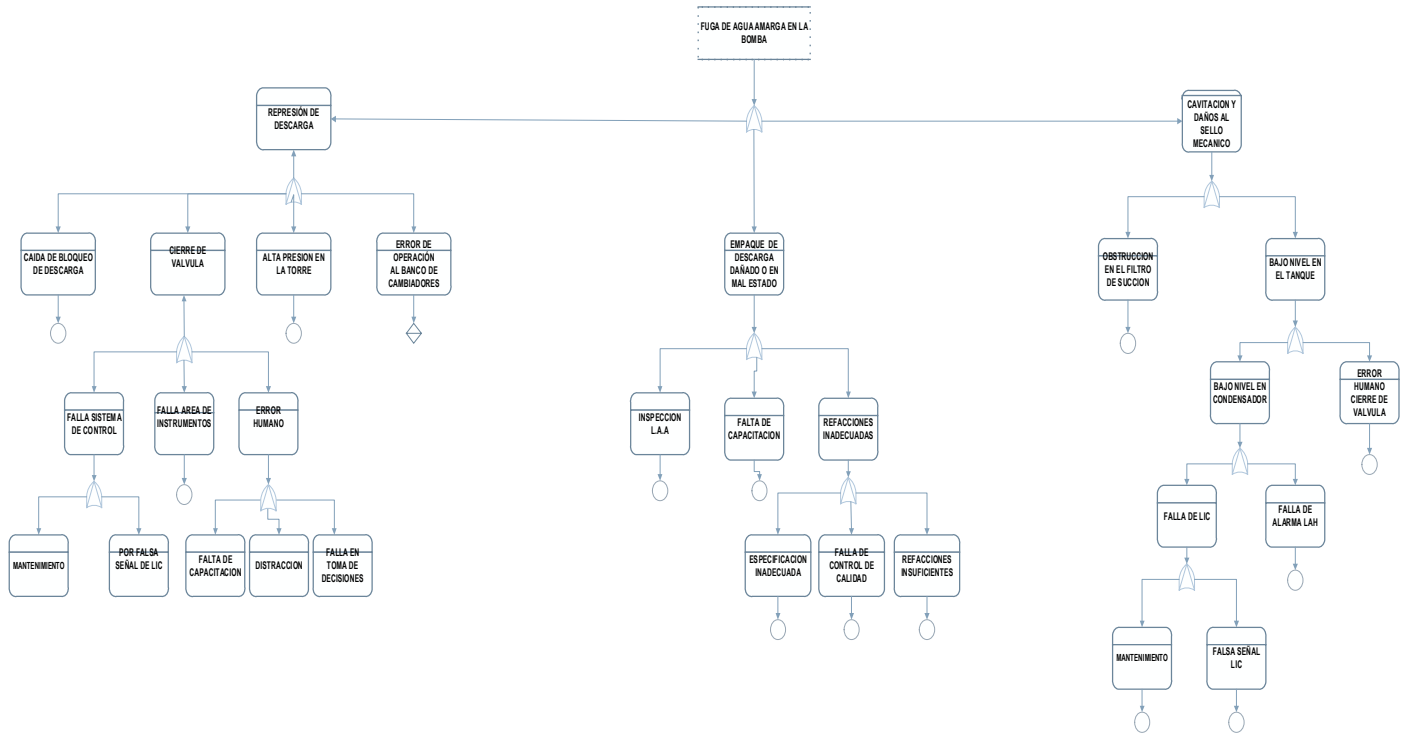 FUGA DE AGUA AMARGA EN LA
BOMBA
REPRESIÓN DE
DESCARGA
CAVITACION Y
DAÑOS AL
SELLO
MECANICO
CAIDA DE BLOQUEO
DE DESCARGA
CIERRE DE
VALVULA
ALTA PRESION EN
LA TORRE
ERROR DE
OPERACIÓN
AL BANCO DE
CAMBIADORES
EMPAQUE DE
DESCARGA
DAÑADO O EN
MAL ESTADO
OBSTRUCCION
EN EL FILTRO
DE SUCCION
BAJO NIVEL EN
EL TANQUE
FALLA SISTEMA
DE CONTROL
FALLA AREA DE
INSTRUMENTOS
ERROR
HUMANO
INSPECCION
L.A.A
FALTA DE
CAPACITACION
REFACCIONES
INADECUADAS
BAJO NIVEL EN
CONDENSADOR
ERROR
HUMANO
CIERRE DE
VALVULA
MANTENIMIENTO
POR FALSA
SEÑAL DE LIC
FALTA DE
CAPACITACION
DISTRACCION
FALLA EN
TOMA DE
DECISIONES
ESPECIFICACION
INADECUADA
FALLA DE
CONTROL DE
CALIDAD
REFACCIONES
INSUFICIENTES
FALLA DE LIC
FALLA DE
ALARMA LAH
MANTENIMIENTO
FALSA SEÑAL
LIC